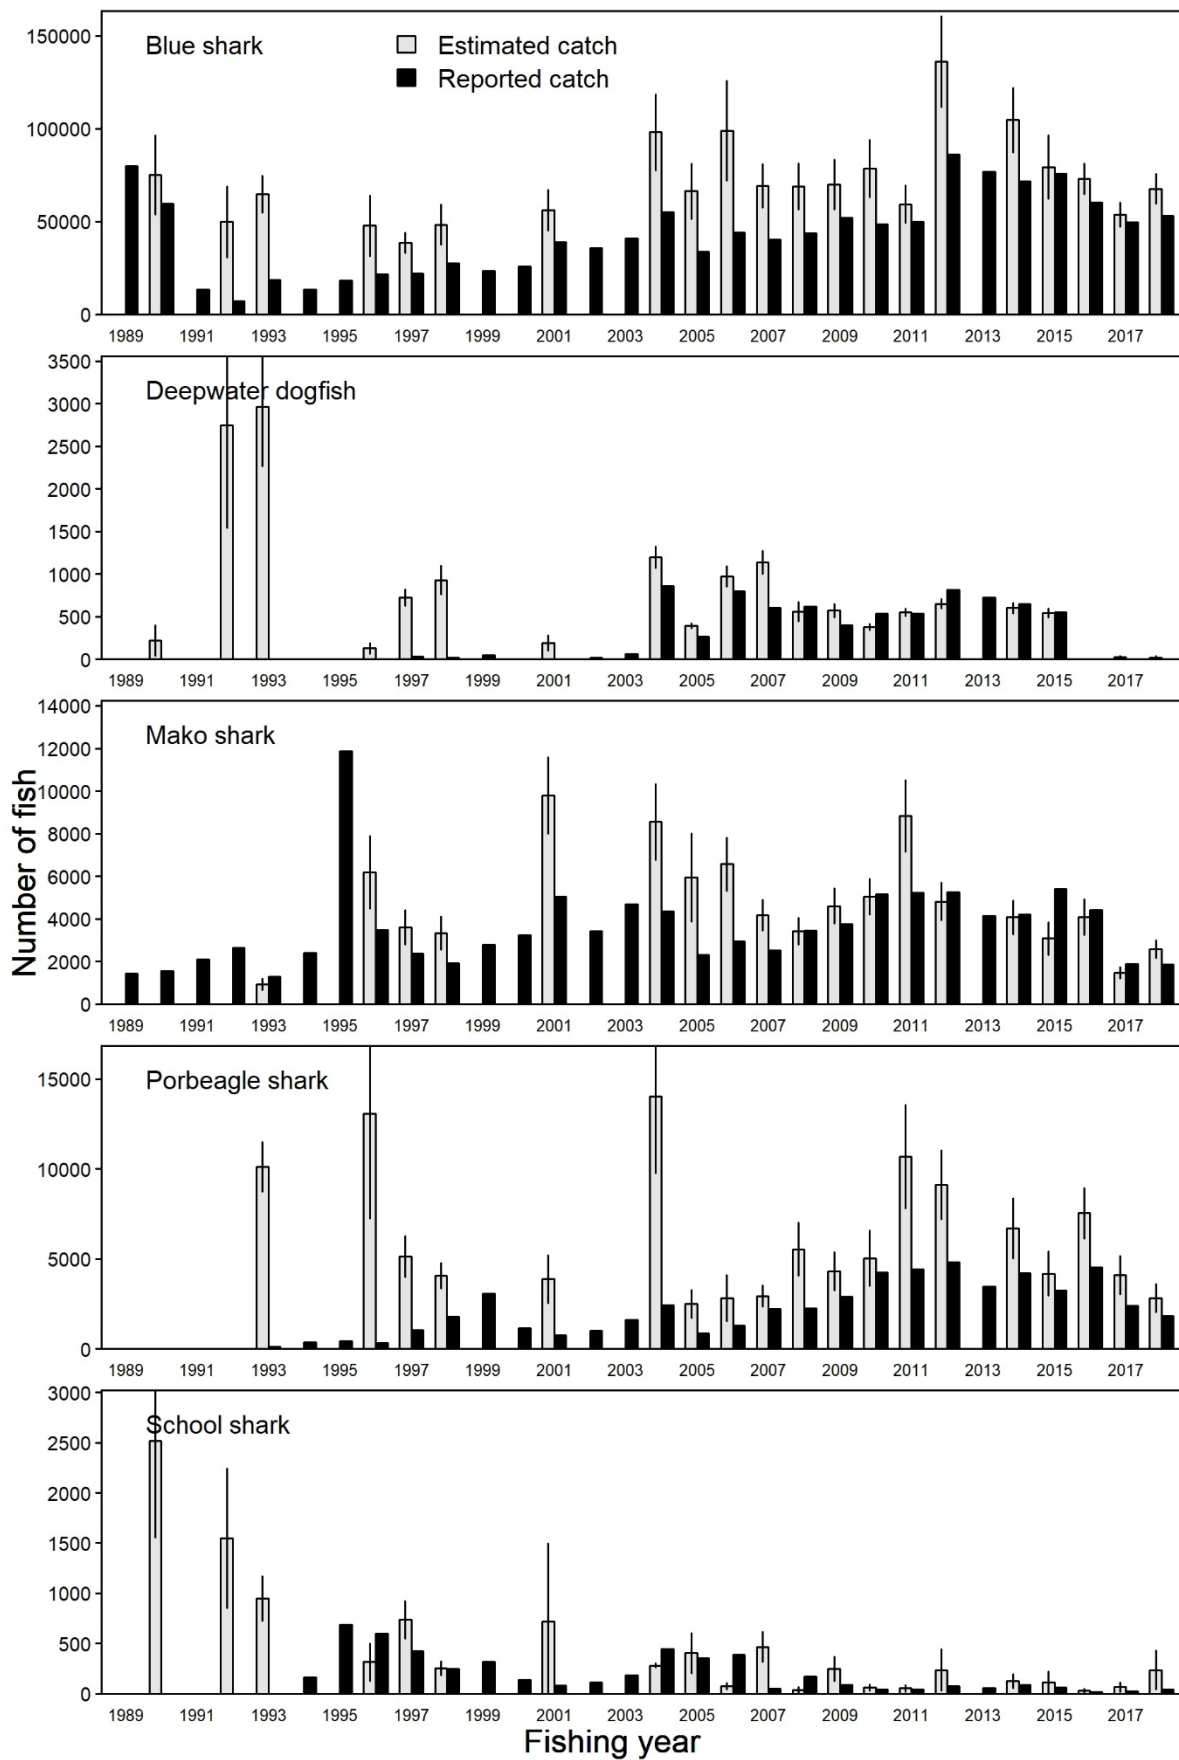 Blue shark
Estimated catch
Reported catch
150000
100000
50000
0
1989 1991 1993 1995 1997 1999 2001 2003 2005 2007 2009 2011 2013 2015 2017
Deepwater dogfish
3500
3000
2500
2000
1500
1000
500
0
1989 1991 1993 1995 1997 1999 2001 2003 2005 2007 2009 2011 2013 2015 2017
Number of fish
Mako shark
14000
12000
10000
8000
6000
4000
2000
0
1989 1991 1993 1995 1997 1999 2001 2003 2005 2007 2009 2011 2013 2015 2017
Porbeagle shark
15000
10000
5000
0
1989 1991 1993 1995 1997 1999 2001 2003 2005 2007 2009 2011 2013 2015 2017
School shark
3000
2500
2000
1500
1000
500
0
1989 1991 1993 1995 1997 1999 2001 2003 2005 2007 2009 2011 2013 2015 2017
Fishing year